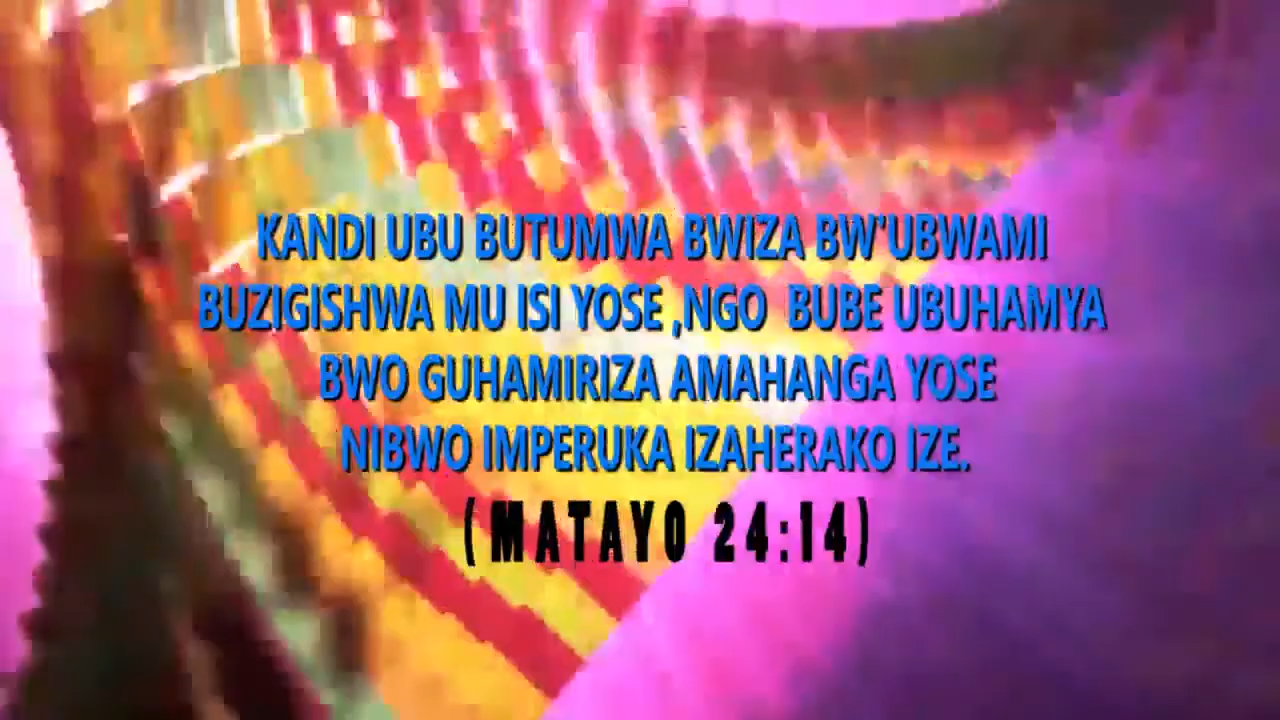 KANDI UBU BUTUMWA BWIZA BW'UBWAMI
BUZIGISHWA MU ISI YOSE ,NGO BUBE UBUHAMYA
BWO GUHAMIRIZA AMAHANGA YOSE
NIBWO IMPERUKA IZAHERAKO IZE.
(MATAYO 24:14)